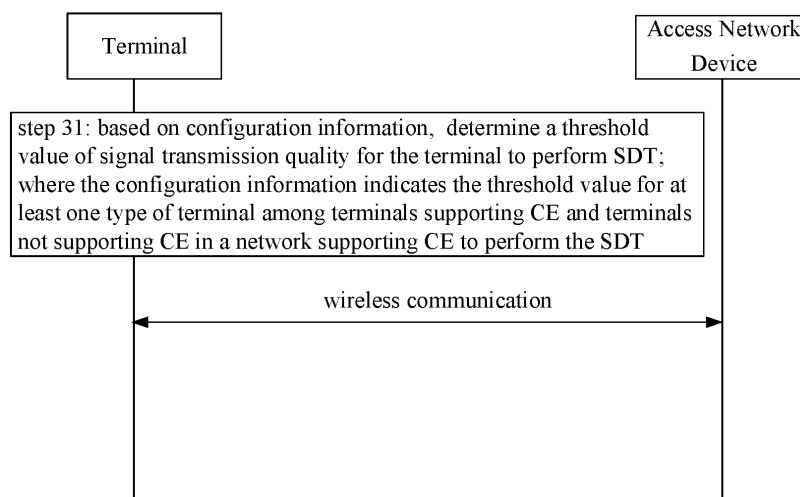 Terminal
Access Network
Device
step 31: based on configuration information, determine a threshold
value of signal transmission quality for the terminal to perform SDT;
where the configuration information indicates the threshold value for at
least one type of terminal among terminals supporting CE and terminals
not supporting CE in a network supporting CE to perform the SDT
wireless communication